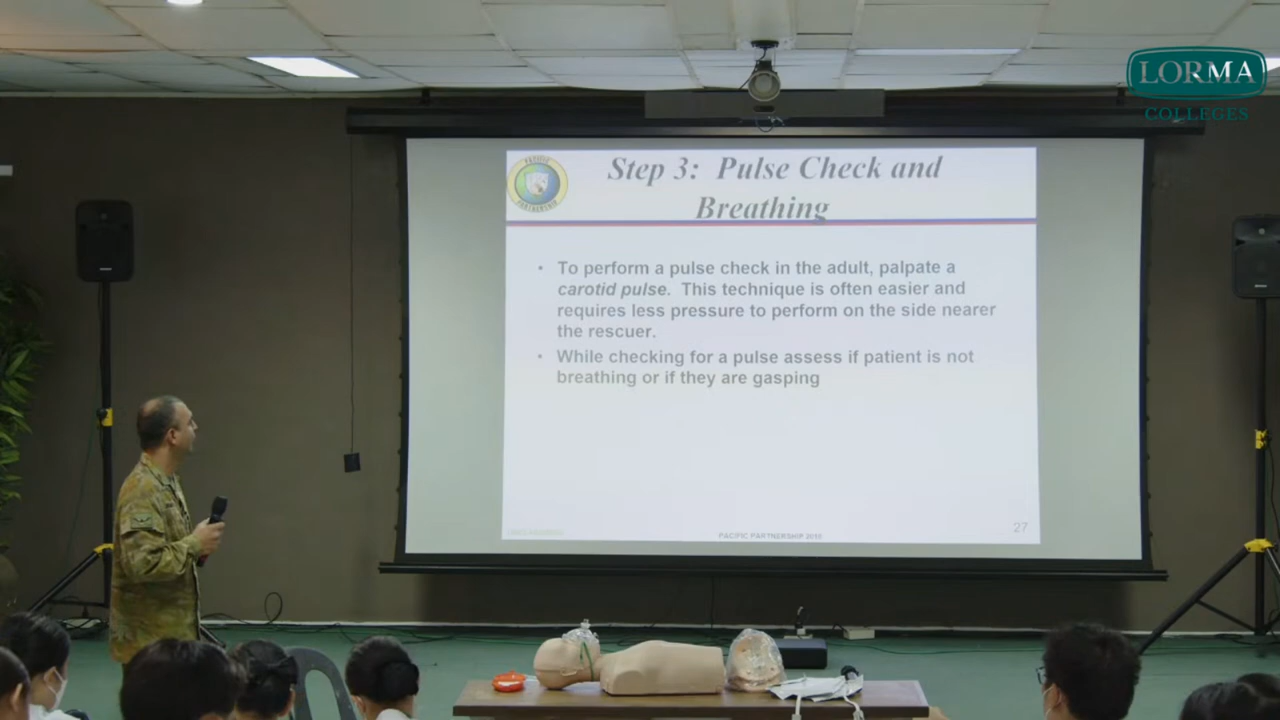 LORMA
COLLEGES
PACIFIC
PARTNERSHIP
Step 3: Pulse Check and
Breathing
• To perform a pulse check in the adult, palpate a
carotid pulse. This technique is often easier and
requires less pressure to perform on the side nearer
the rescuer.
• While checking for a pulse assess if patient is not
breathing or if they are gasping
PACIFIC PARTNERSHIP
27